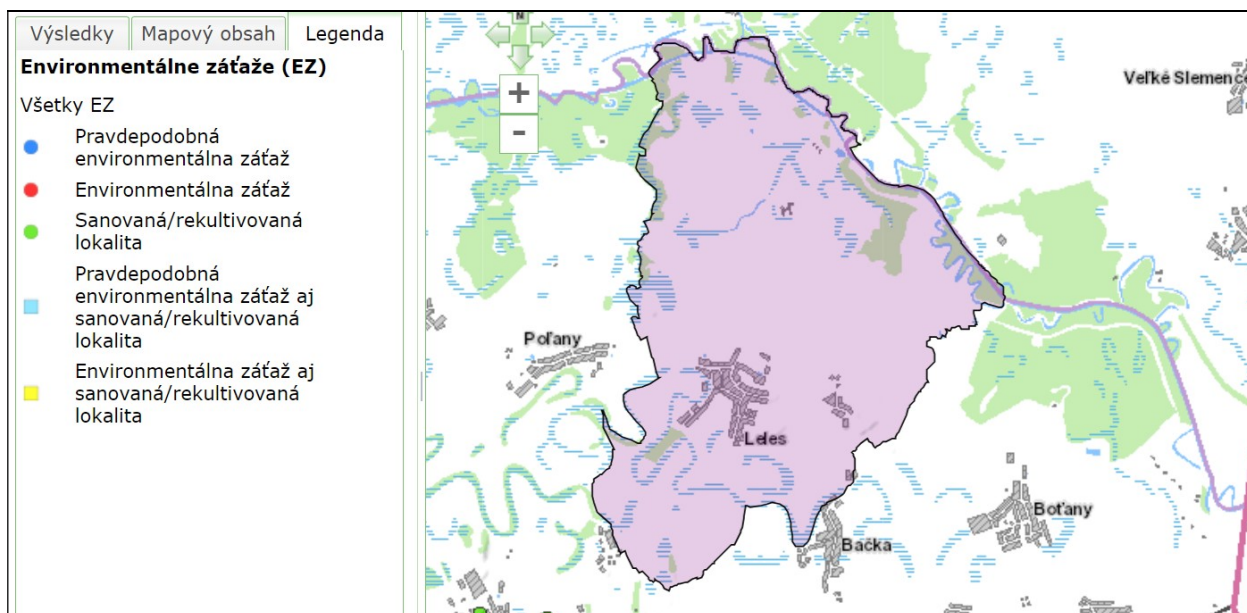 Výsledky
Mapový obsah
Legenda
Environmentálne záťaže (EZ)
Všetky EZ
Pravdepodobná
environmentálna záťaž
Environmentálna záťaž
Sanovaná/rekultivovaná
lokalita
Pravdepodobná
environmentálna záťaž aj
sanovaná/rekultivovaná
lokalita
Environmentálna záťaž aj
sanovaná/rekultivovaná
lokalita
N
+
-
Veľké Slemence
Poľany
Leles
Boťany
Bačka